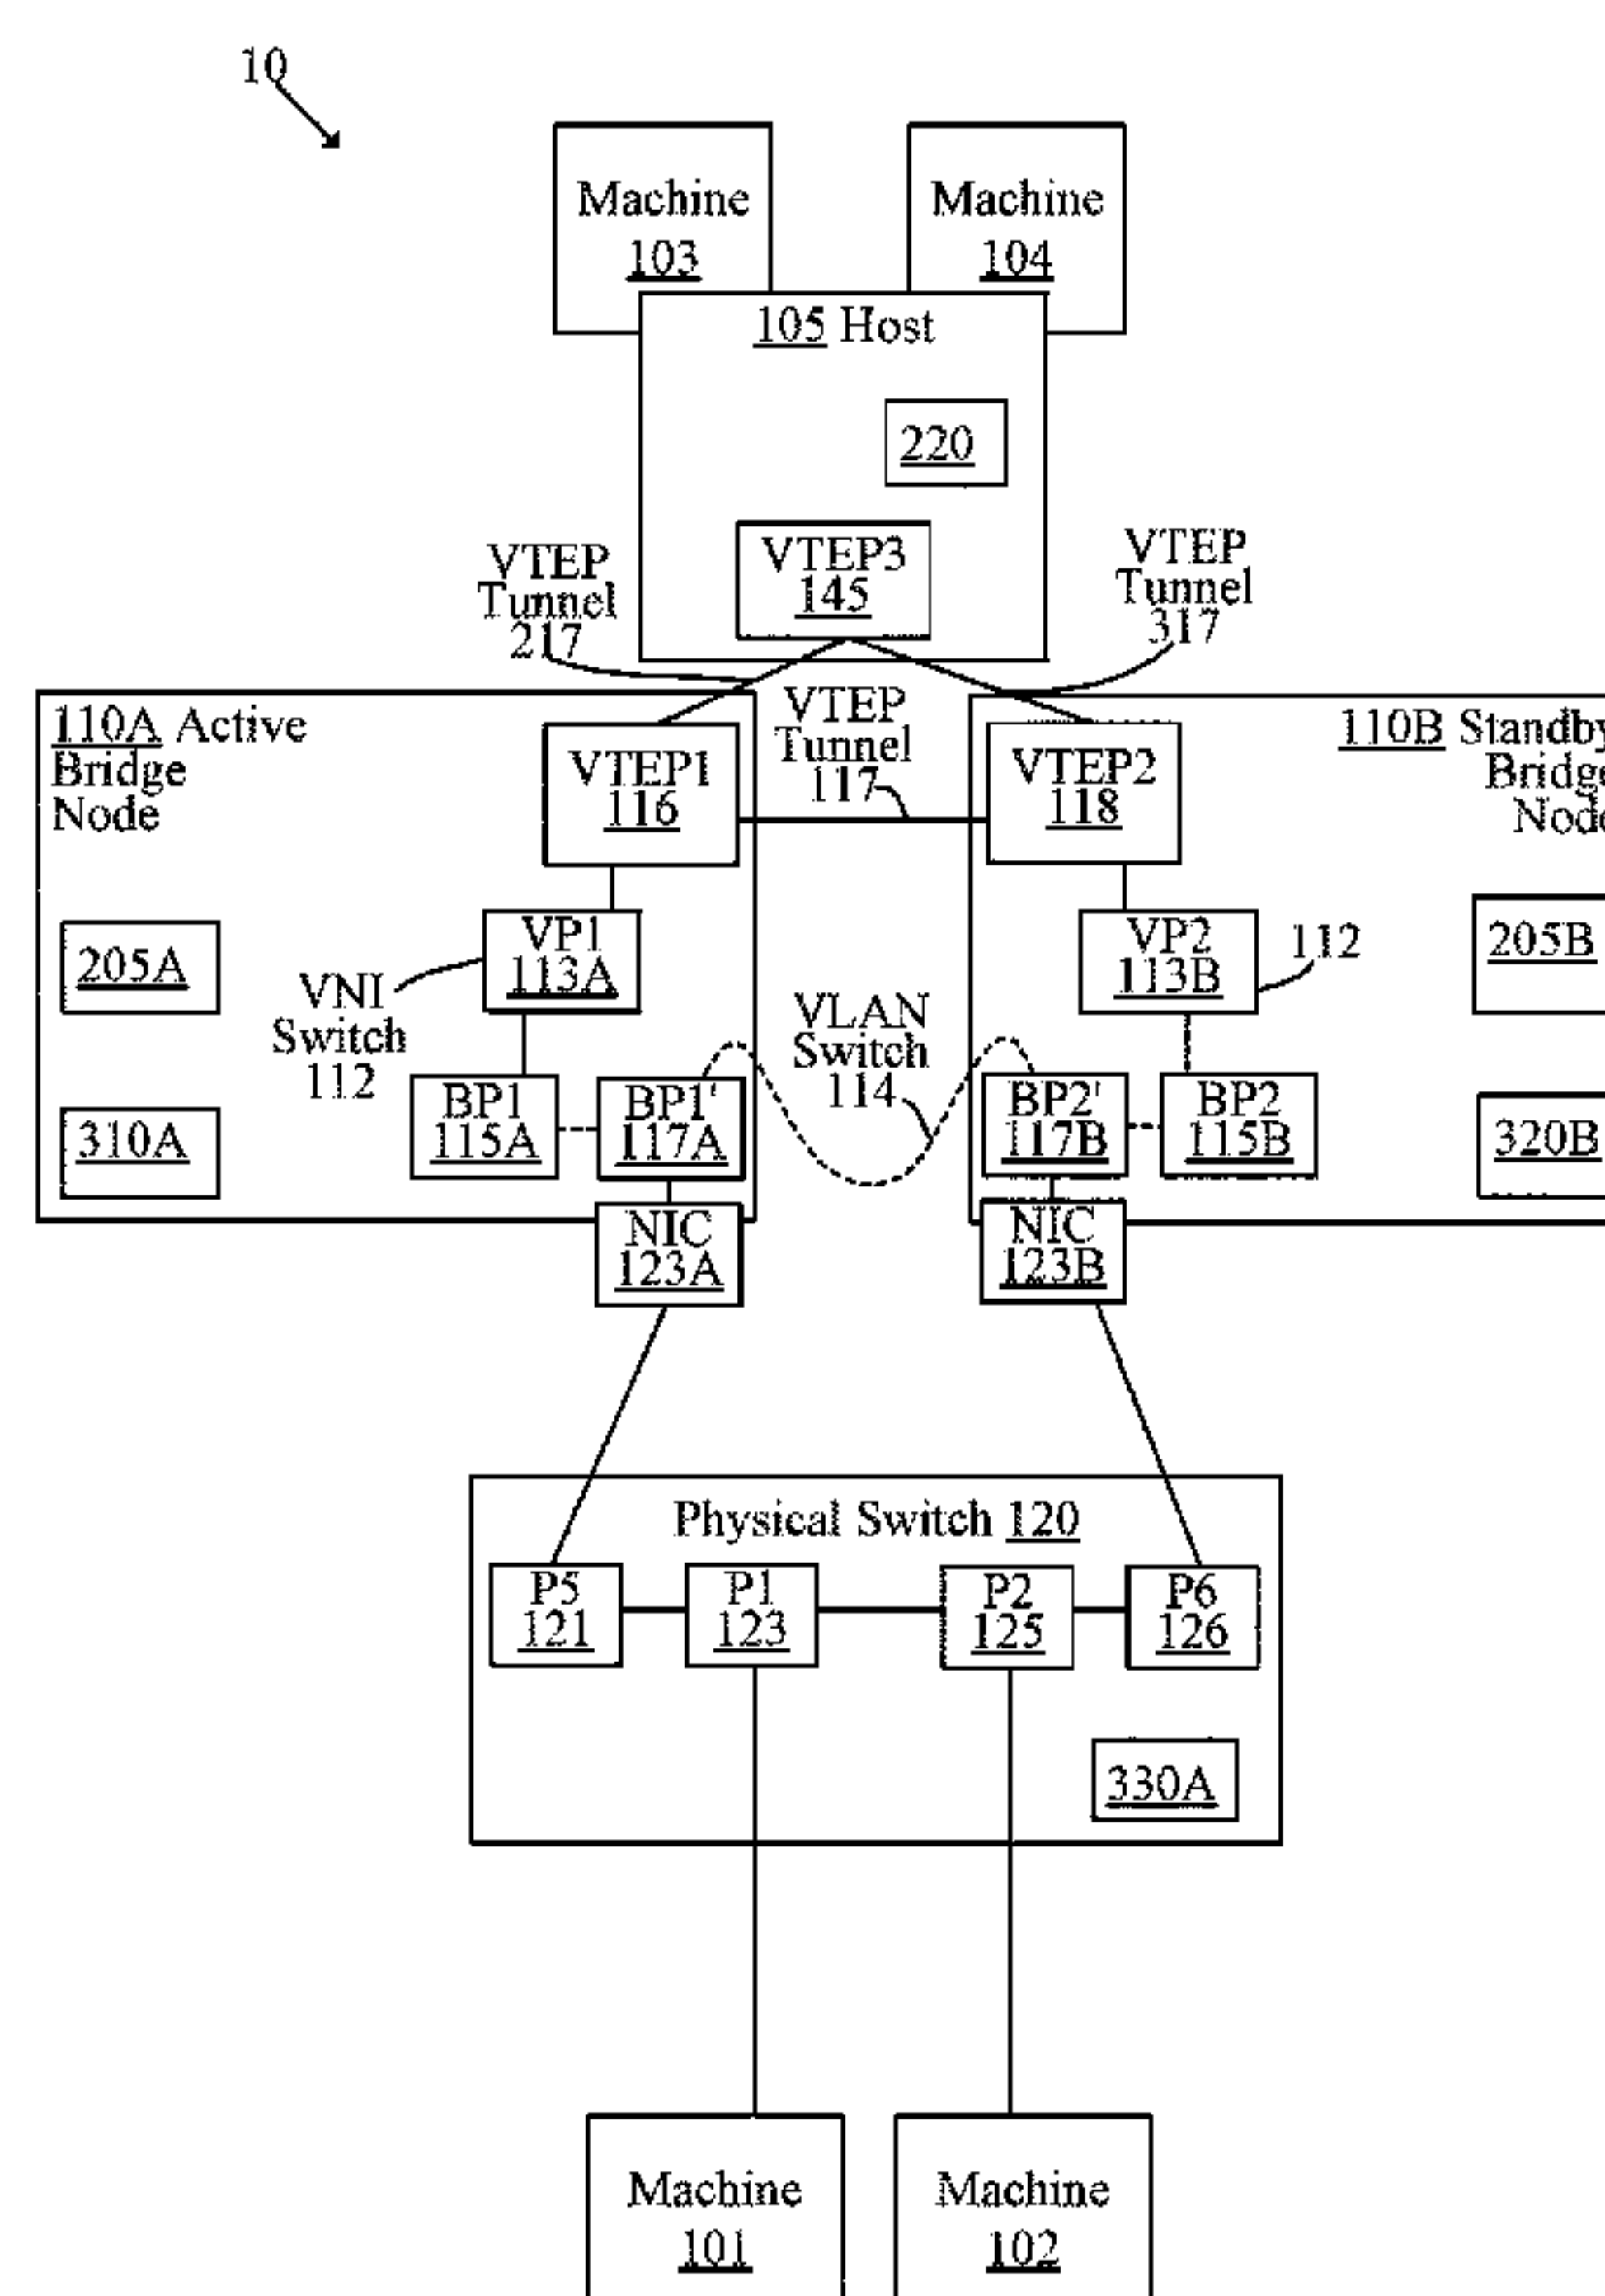 10
Machine
103
Machine
104
105 Host
220
VTEP3
145
VTEP
Tunnel
217
VTEP
Tunnel
317
110A Active
Bridge
Node
VTEP1
116
VTEP
Tunnel
117
VTEP2
118
110B Standby
Bridge
Node
205A
VNI
Switch
112
VP1
113A
VLAN
Switch
114
VP2
113B
112
205B
310A
BP1
115A
BP1'
117A
BP2'
117B
BP2
115B
320B
NIC
123A
NIC
123B
Physical Switch 120
P5
121
P1
123
P2
125
P6
126
330A
Machine
101
Machine
102